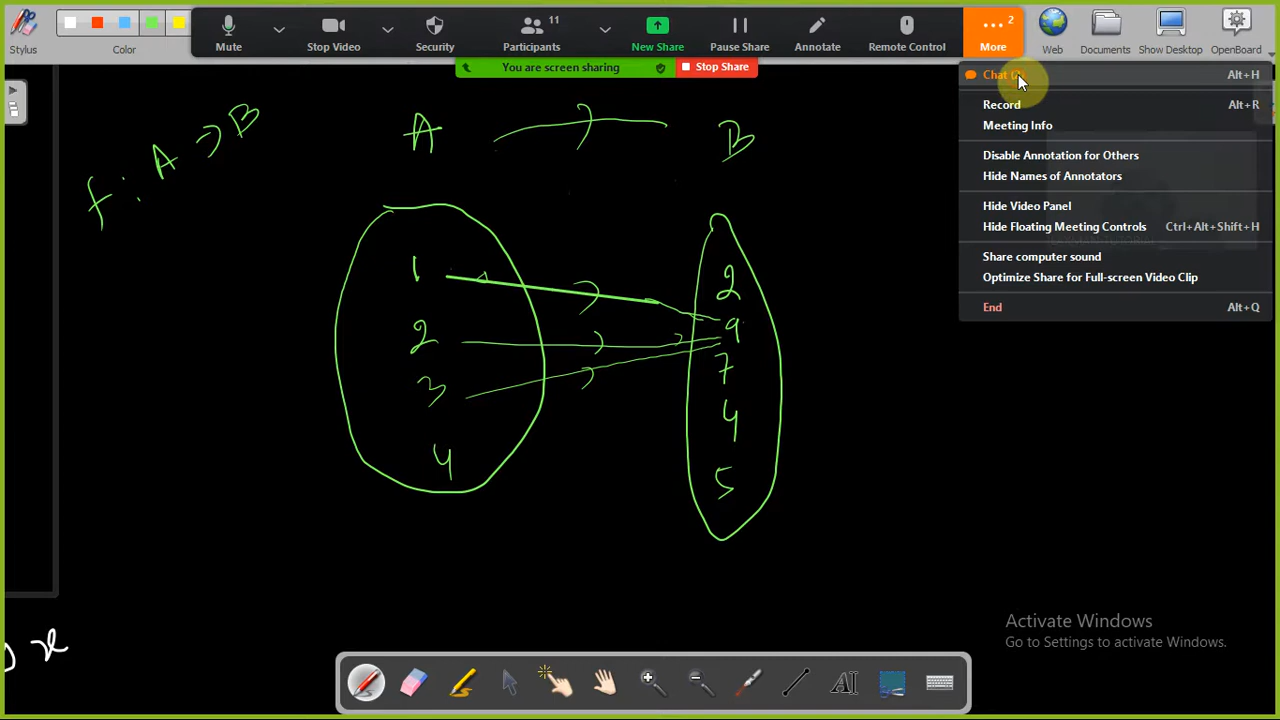 Stylus
Color
Mute
Stop Video
Security
Participants
11
New Share
Pause Share
Annotate
Remote Control
More
2
Web
Documents
Show Desktop
OpenBoard
You are screen sharing
Stop Share
Chat
Alt+H
Record
Alt+R
Meeting Info
Disable Annotation for Others
Hide Names of Annotators
Hide Video Panel
Hide Floating Meeting Controls
Ctrl+Alt+Shift+H
Share computer sound
Optimize Share for Full-screen Video Clip
End
Alt+Q
f : A → B
A → B
1
2
3
4
2
9
7
4
5
x
Activate Windows
Go to Settings to activate Windows.
AI